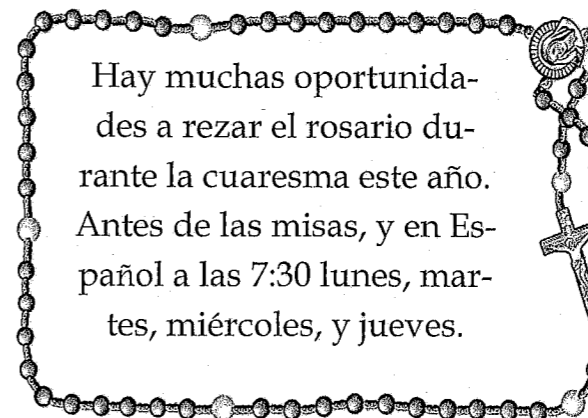 Hay muchas oportunida-
des a rezar el rosario du-
rante la cuaresma este año.
Antes de las misas, y en Es-
pañol a las 7:30 lunes, mar-
tes, miércoles, y jueves.